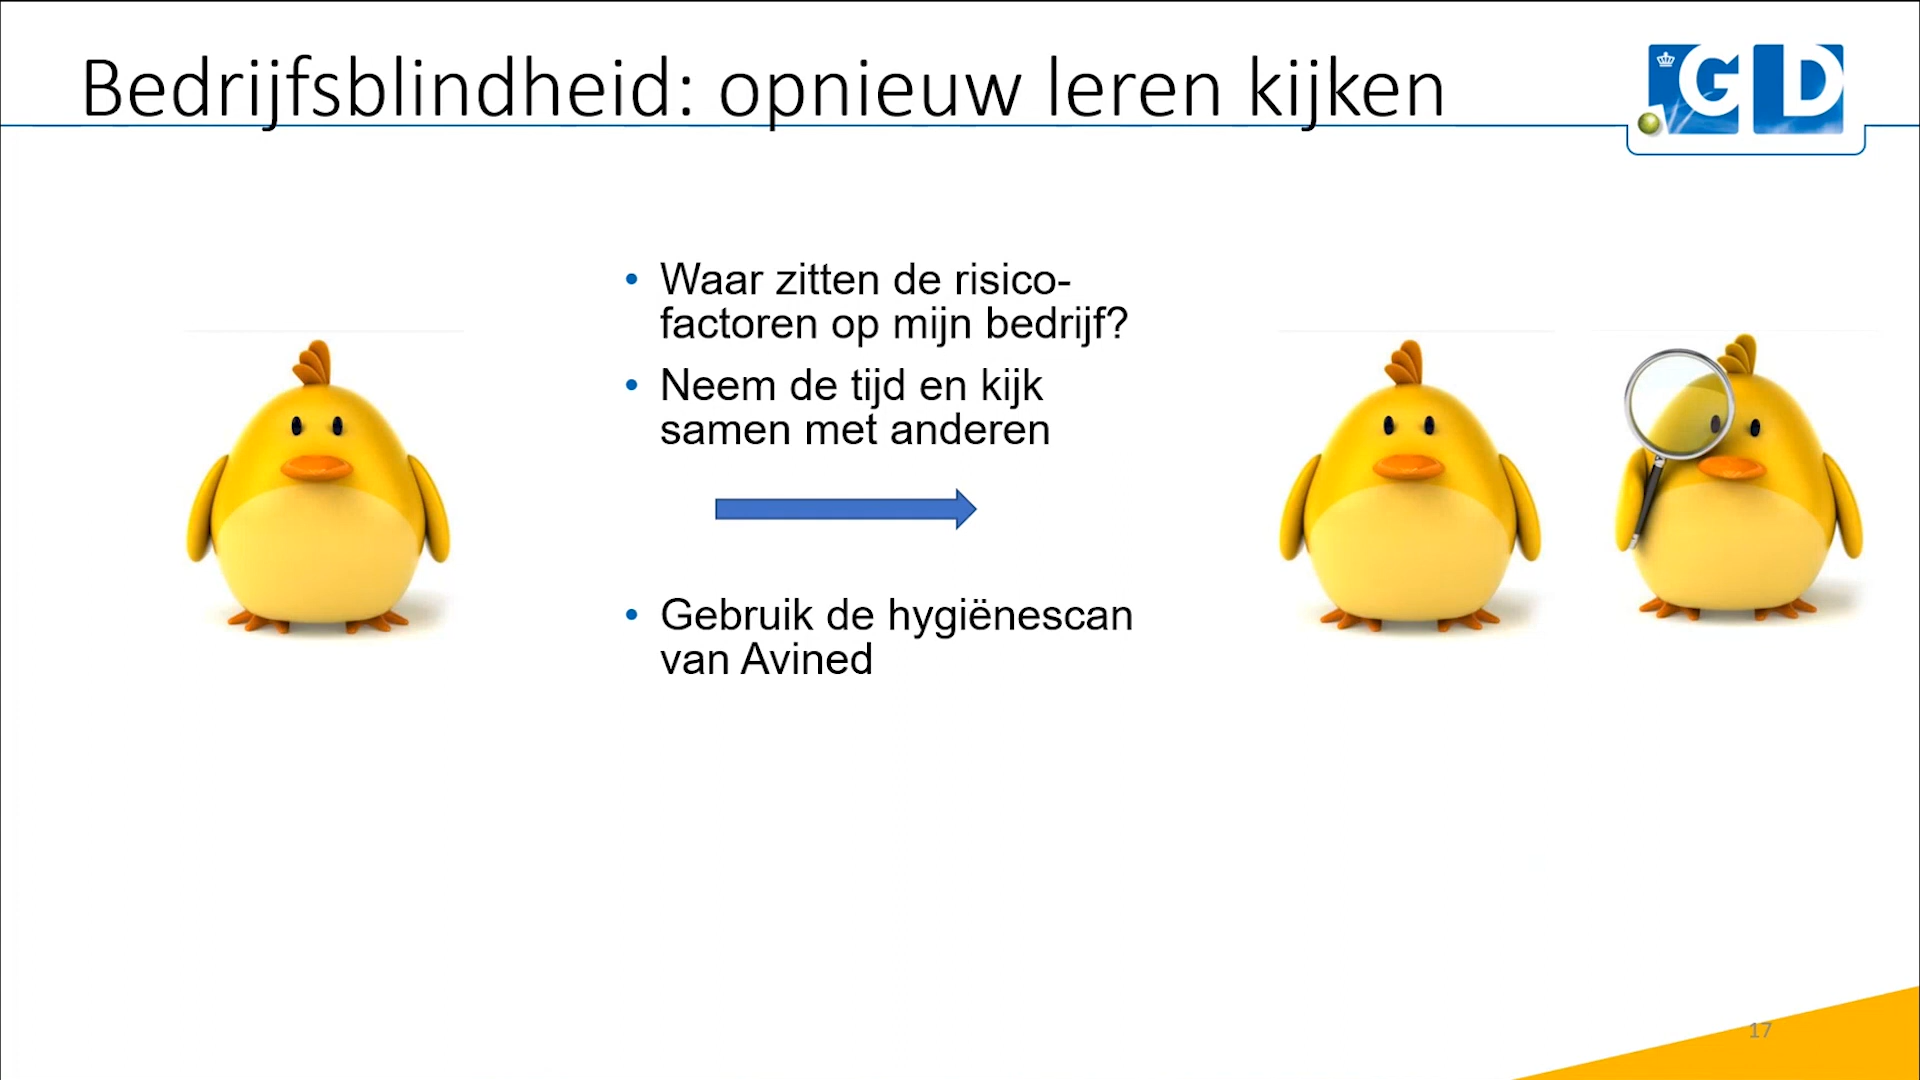 Bedrijfsblindheid: opnieuw leren kijken
GD
• Waar zitten de risico-
factoren op mijn bedrijf?
• Neem de tijd en kijk
samen met anderen
• Gebruik de hygiënescan
van Avined
17